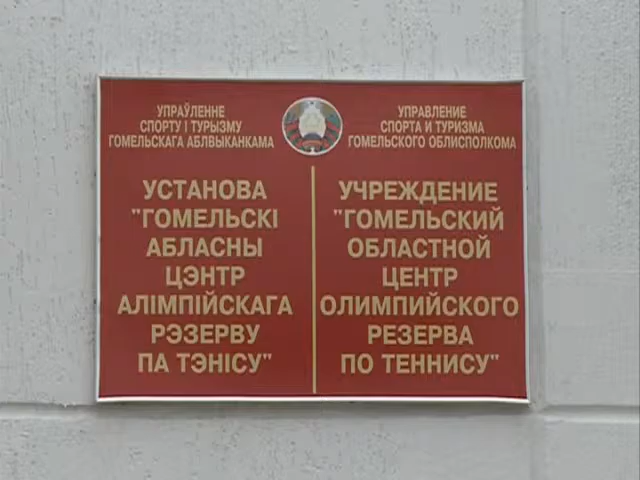 УПРАЎЛЕННЕ
СПОРТУ І ТУРЫЗМУ
ГОМЕЛЬСКАГА АБЛВЫКАНКАМА
УСТАНОВА
"ГОМЕЛЬСКІ
АБЛАСНЫ
ЦЭНТР
АЛІМПІЙСКАГА
РЭЗЕРВУ
ПА ТЭНІСУ"
УПРАВЛЕНИЕ
СПОРТА И ТУРИЗМА
ГОМЕЛЬСКОГО ОБЛИСПОЛКОМА
УЧРЕЖДЕНИЕ
"ГОМЕЛЬСКИЙ
ОБЛАСТНОЙ
ЦЕНТР
ОЛИМПИЙСКОГО
РЕЗЕРВА
ПО ТЕННИСУ"